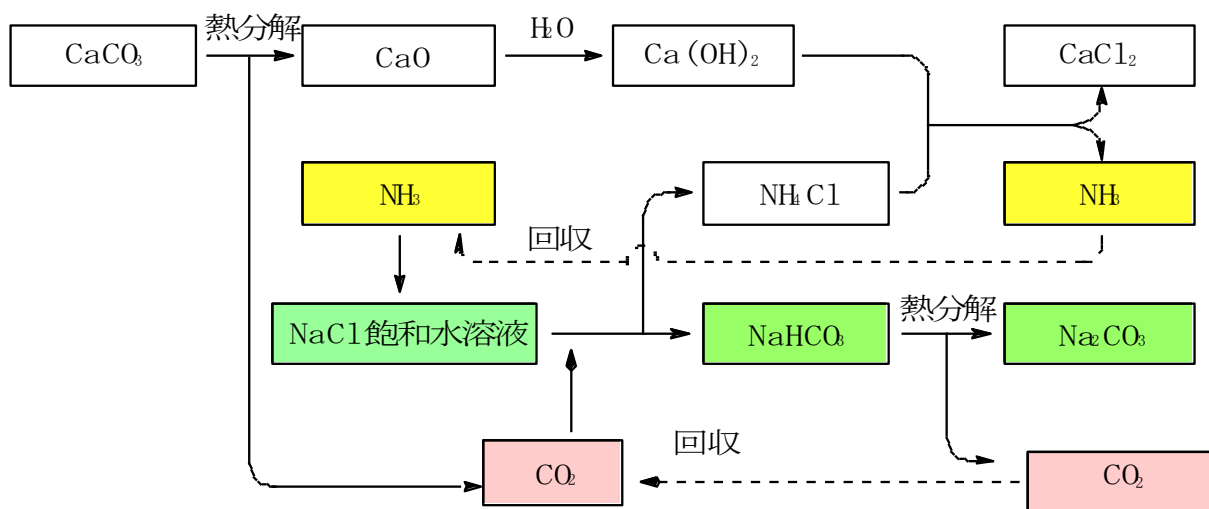 熱分解
H₂O
CaCO₃
CaO
Ca(OH)₂
CaCl₂
NH₃
NH₄Cl
NH₃
回収
NaCl飽和水溶液
熱分解
NaHCO₃
Na₂CO₃
回収
CO₂
CO₂